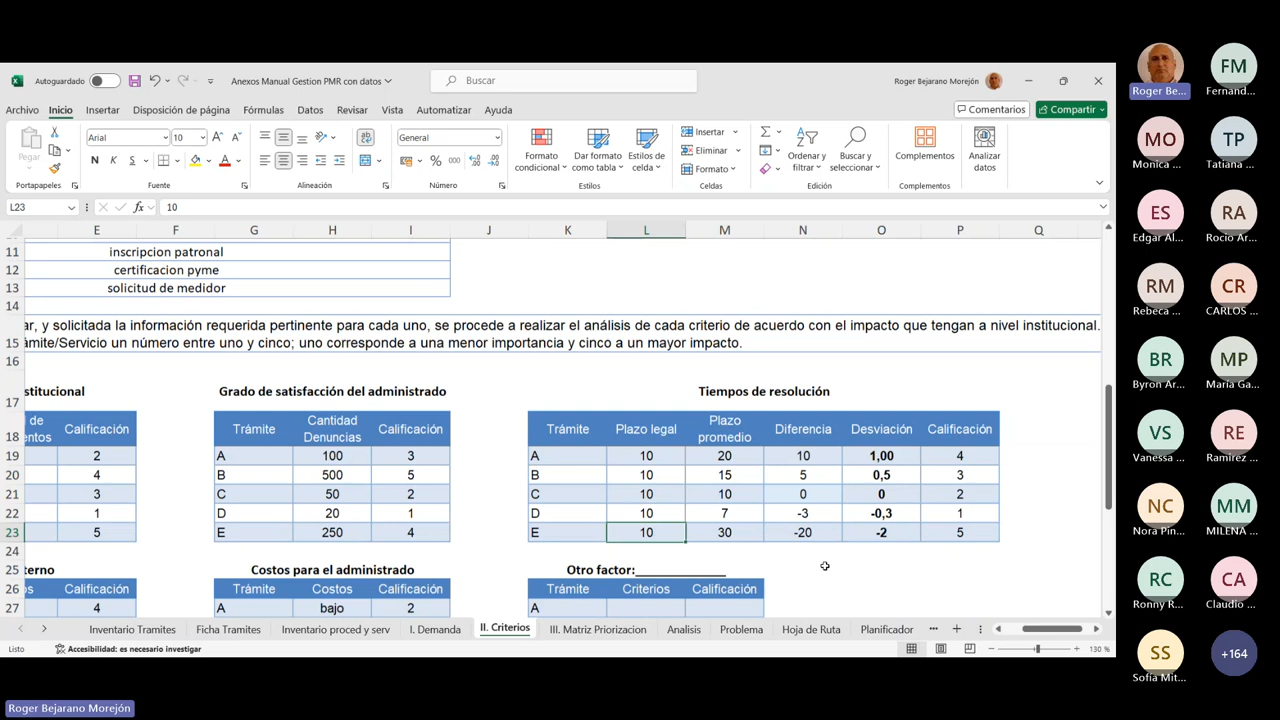 Autoguardado
Anexos Manual Gestion PMR con datos
Buscar
Roger Bejarano Morejón
Archivo Inicio Insertar Disposición de página Fórmulas Datos Revisar Vista Automatizar Ayuda
Comentarios Compartir
Pegar
Arial 10
N K S
General
% 000
Formato condicional
Dar formato como tabla
Estilos de celda
Insertar
Eliminar
Formato
Ordenar y filtrar
Buscar y seleccionar
Complementos
Analizar datos
Portapapeles Fuente Alineación Número Estilos Celdas Edición Complementos
L23 fx 10
E F G H I J K L M N O P Q
11 inscripcion patronal
12 certificacion pyme
13 solicitud de medidor
14
ar, y solicitada la información requerida pertinente para cada uno, se procede a realizar el análisis de cada criterio de acuerdo con el impacto que tengan a nivel institucional.
15 ámite/Servicio un número entre uno y cinco; uno corresponde a una menor importancia y cinco a un mayor impacto.
16
17 stitucional Grado de satisfacción del administrado Tiempos de resolución
18 d de entos Calificación Trámite Cantidad Denuncias Calificación Trámite Plazo legal Plazo promedio Diferencia Desviación Calificación
19 2 A 100 3 A 10 20 10 1,00 4
20 4 B 500 5 B 10 15 5 0,5 3
21 3 C 50 2 C 10 10 0 0 2
22 1 D 20 1 D 10 7 -3 -0,3 1
23 5 E 250 4 E 10 30 -20 -2 5
24
25 terno Costos para el administrado Otro factor:____________
26 os Calificación Trámite Costos Calificación Trámite Criterios Calificación
27 4 A bajo 2 A
Inventario Tramites Ficha Tramites Inventario proced y serv I. Demanda II. Criterios III. Matriz Priorizacion Analisis Problema Hoja de Ruta Planificador
Listo Accesibilidad: es necesario investigar 130 %
Roger Bejarano Morejón
Roger Be...
FM
Fernand...
MO
Monica ...
TP
Tatiana ...
ES
Edgar Al...
RA
Rocío Ar...
RM
Rebeca ...
CR
CARLOS ...
BR
Byron Ar...
MP
María Ga...
VS
Vanessa ...
RE
Ramírez ...
NC
Nora Pin...
MM
MILENA ...
RC
Ronny R...
CA
Claudio ...
SS
Sofía Mit...
+164